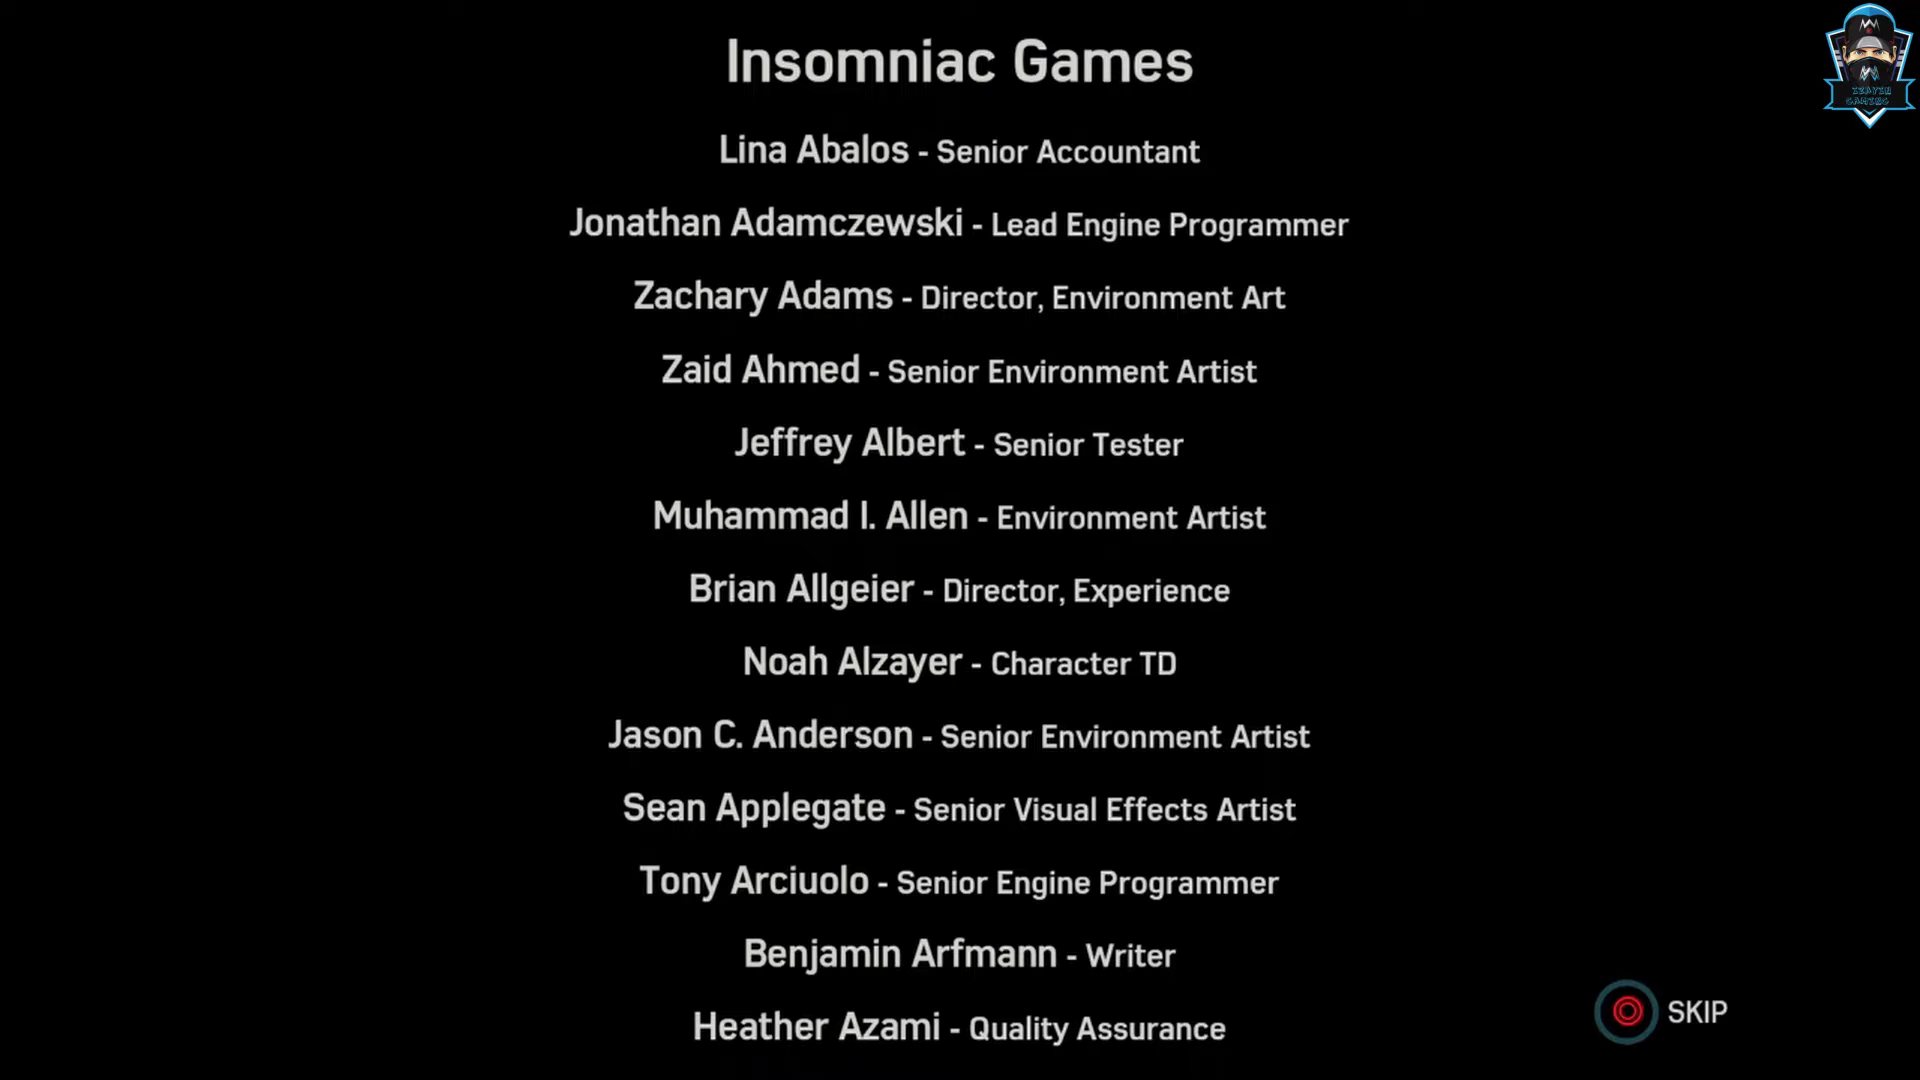 Insomniac Games
Lina Abalos - Senior Accountant
Jonathan Adamczewski - Lead Engine Programmer
Zachary Adams - Director, Environment Art
Zaid Ahmed - Senior Environment Artist
Jeffrey Albert - Senior Tester
Muhammad I. Allen - Environment Artist
Brian Allgeier - Director, Experience
Noah Alzayer - Character TD
Jason C. Anderson - Senior Environment Artist
Sean Applegate - Senior Visual Effects Artist
Tony Arciuolo - Senior Engine Programmer
Benjamin Arfmann - Writer
Heather Azami - Quality Assurance
SKIP
GAMING